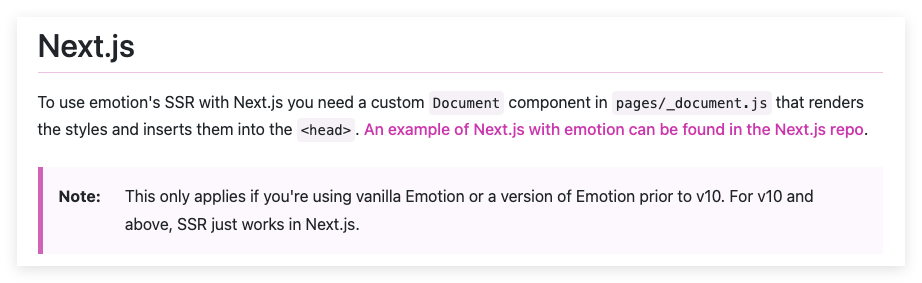 Next.js
To use emotion's SSR with Next.js you need a custom Document component in pages/_document.js that renders
the styles and inserts them into the <head>. An example of Next.js with emotion can be found in the Next.js repo.
Note: This only applies if you're using vanilla Emotion or a version of Emotion prior to v10. For v10 and
above, SSR just works in Next.js.